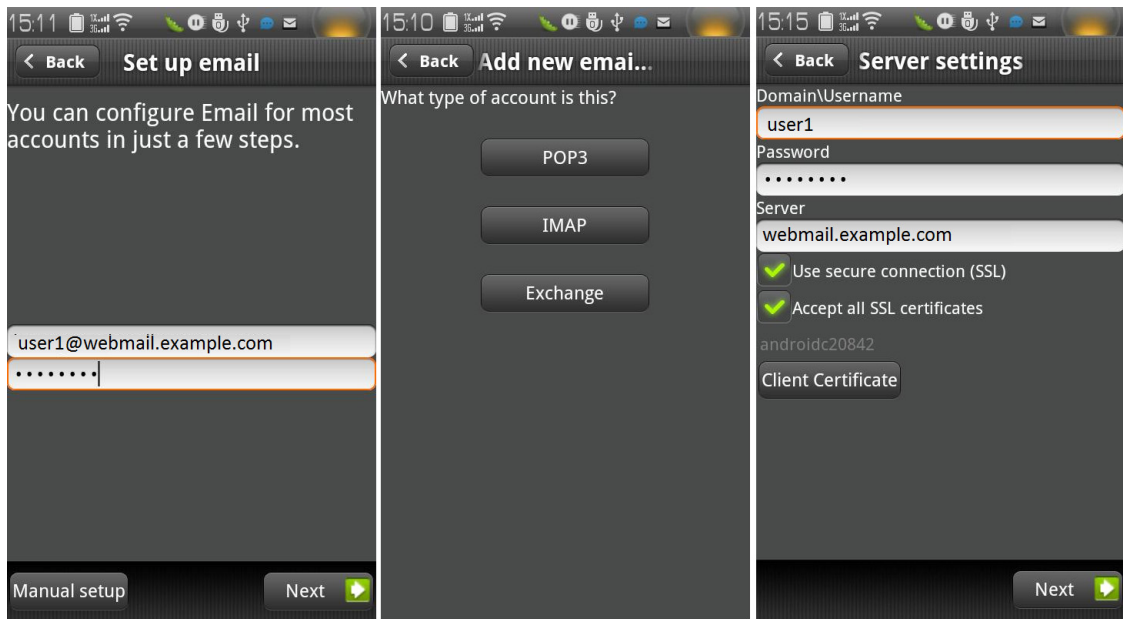 15:11
Back
Set up email
You can configure Email for most
accounts in just a few steps.
user1@webmail.example.com
••••••••
Manual setup
Next
15:10
Back
Add new emai...
What type of account is this?
POP3
IMAP
Exchange
15:15
Back
Server settings
Domain\Username
user1
Password
••••••••
Server
webmail.example.com
Use secure connection (SSL)
Accept all SSL certificates
androidc20842
Client Certificate
Next